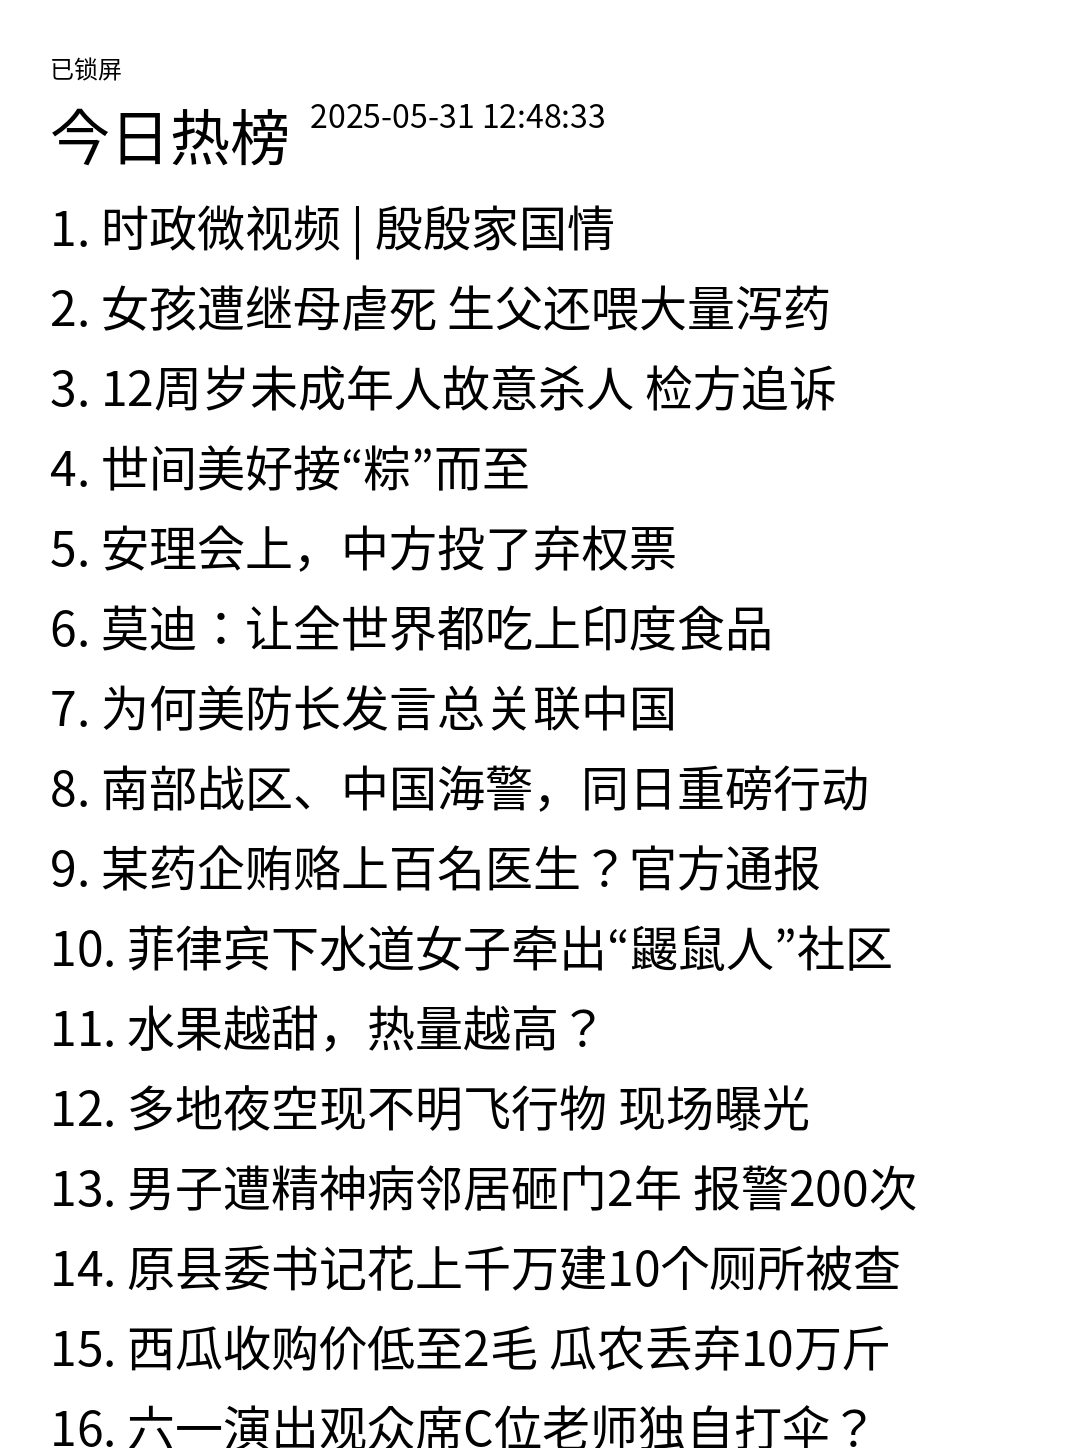 已锁屏
今日热榜 2025-05-31 12:48:33
1. 时政微视频 | 殷殷家国情
2. 女孩遭继母虐死 生父还喂大量泻药
3. 12周岁未成年人故意杀人 检方追诉
4. 世间美好接“粽”而至
5. 安理会上，中方投了弃权票
6. 莫迪：让全世界都吃上印度食品
7. 为何美防长发言总关联中国
8. 南部战区、中国海警，同日重磅行动
9. 某药企贿赂上百名医生？官方通报
10. 菲律宾下水道女子牵出“鼹鼠人”社区
11. 水果越甜，热量越高？
12. 多地夜空现不明飞行物 现场曝光
13. 男子遭精神病邻居砸门2年 报警200次
14. 原县委书记花上千万建10个厕所被查
15. 西瓜收购价低至2毛 瓜农丢弃10万斤
16. 六一演出观众席C位老师独自打伞？